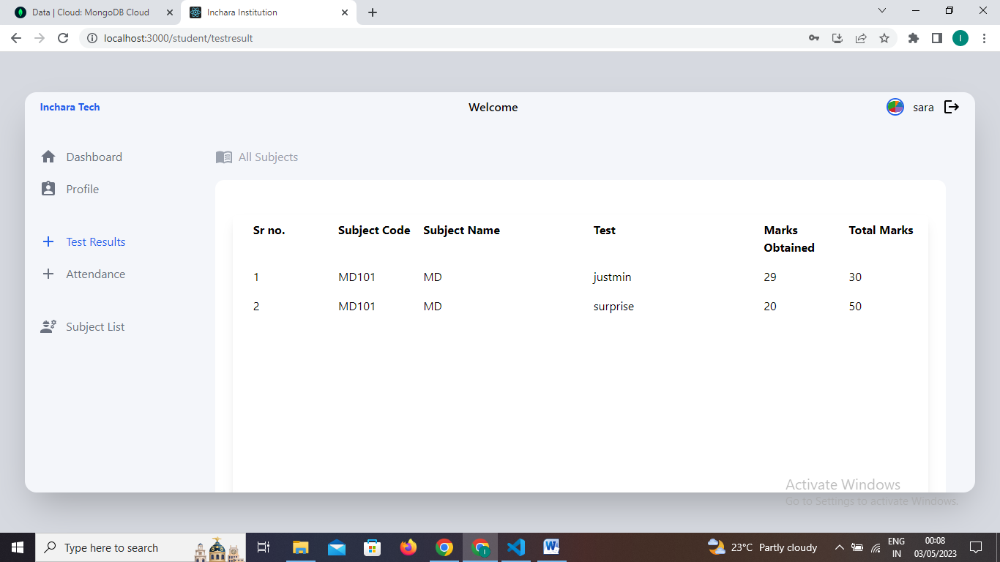 Data | Cloud: MongoDB Cloud
Inchara Institution
localhost:3000/student/testresult
I
Inchara Tech
Welcome
sara
Dashboard
All Subjects
Profile
Test Results
Attendance
Subject List
Sr no. Subject Code Subject Name Test Marks Obtained Total Marks
1 MD101 MD justmin 29 30
2 MD101 MD surprise 20 50
Activate Windows
Go to Settings to activate Windows.
Type here to search
23°C Partly cloudy
ENG
IN
00:08
03/05/2023